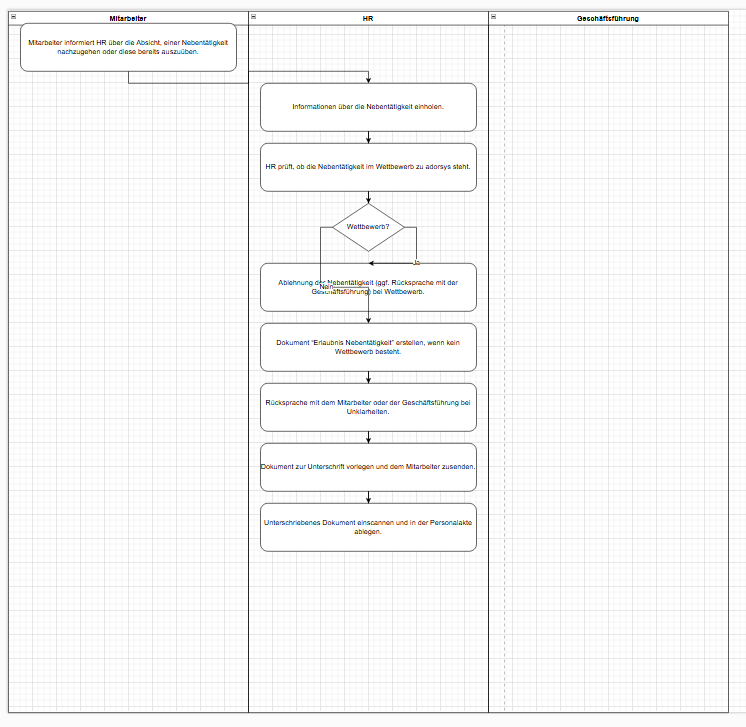 Mitarbeiter
HR
Geschäftsführung
Mitarbeiter informiert HR über die Absicht, einer Nebentätigkeit
nachzugehen oder diese bereits auszuüben.
Informationen über die Nebentätigkeit einholen.
HR prüft, ob die Nebentätigkeit im Wettbewerb zu adorsys steht.
Wettbewerb?
Ja
Ablehnung der Nebentätigkeit (ggf. Rücksprache mit der
Nein
Geschäftsführung) bei Wettbewerb.
Dokument "Erlaubnis Nebentätigkeit" erstellen, wenn kein
Wettbewerb besteht.
Rücksprache mit dem Mitarbeiter oder der Geschäftsführung bei
Unklarheiten.
Dokument zur Unterschrift vorlegen und dem Mitarbeiter zusenden.
Unterschriebenes Dokument einscannen und in der Personalakte
ablegen.